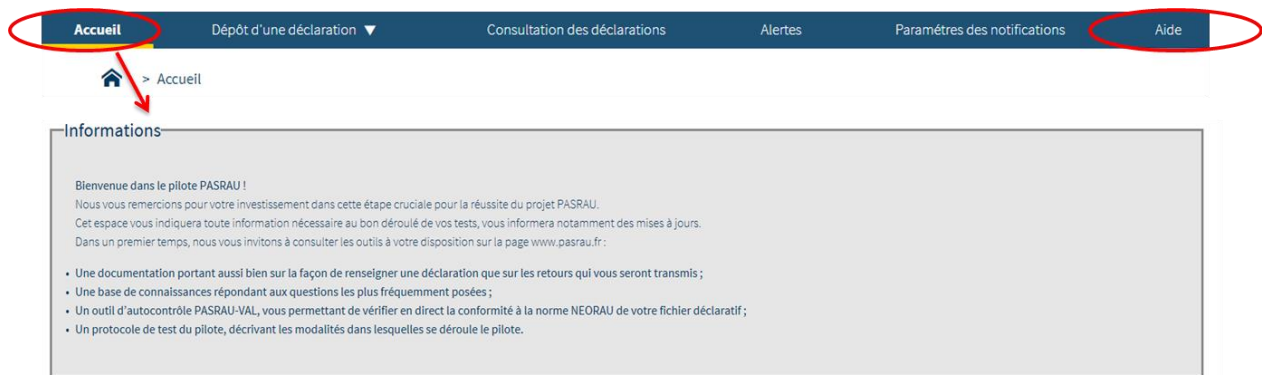 Accueil Dépôt d'une déclaration ▼ Consultation des déclarations Alertes Paramétres des notifications Aide
> Accueil
Informations
Bienvenue dans le pilote PASRAU !
Nous vous remercions pour votre investissement dans cette étape cruciale pour la réussite du projet PASRAU.
Cet espace vous indiquera toute information nécessaire au bon déroulé de vos tests, vous informera notamment des mises à jours.
Dans un premier temps, nous vous invitons à consulter les outils à votre disposition sur la page www.pasrau.fr :
• Une documentation portant aussi bien sur la façon de renseigner une déclaration que sur les retours qui vous seront transmis ;
• Une base de connaissances répondant aux questions les plus fréquemment posées ;
• Un outil d'autocontrôle PASRAU-VAL, vous permettant de vérifier en direct la conformité à la norme NEORAU de votre fichier déclaratif ;
• Un protocole de test du pilote, décrivant les modalités dans lesquelles se déroule le pilote.